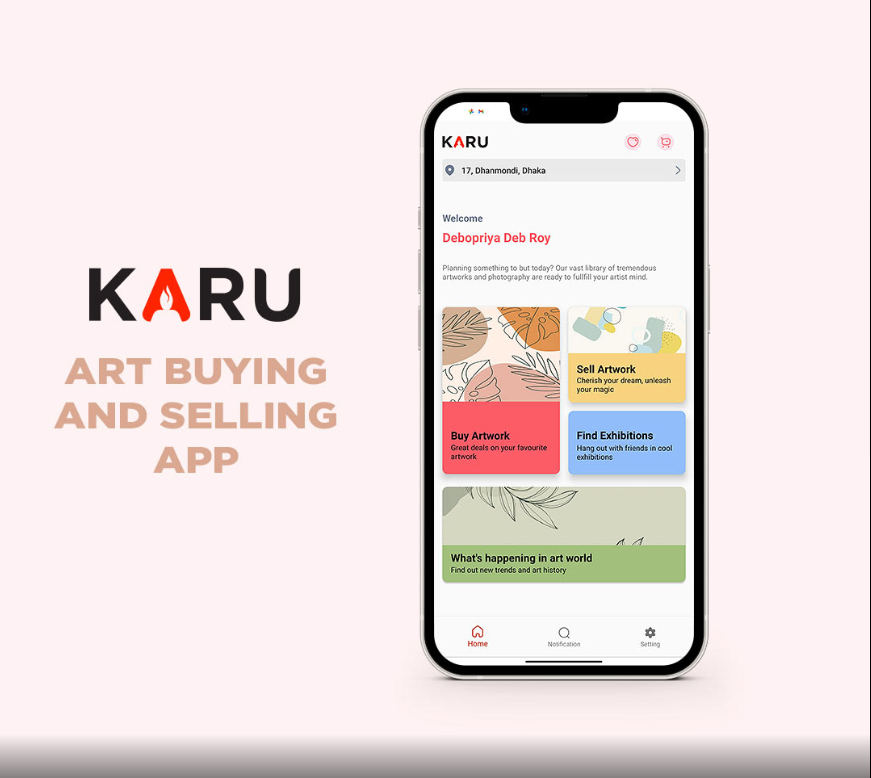 KARU
ART BUYING
AND SELLING
APP
KARU
17, Dhanmondi, Dhaka
Welcome
Debopriya Deb Roy
Planning something to but today? Our vast library of tremendous
artworks and photography are ready to fullfill your artist mind.
Sell Artwork
Cherish your dream, unleash
your magic
Buy Artwork
Great deals on your favourite
artwork
Find Exhibitions
Hang out with friends in cool
exhibitions
What's happening in art world
Find out new trends and art history
Home
Notification
Setting